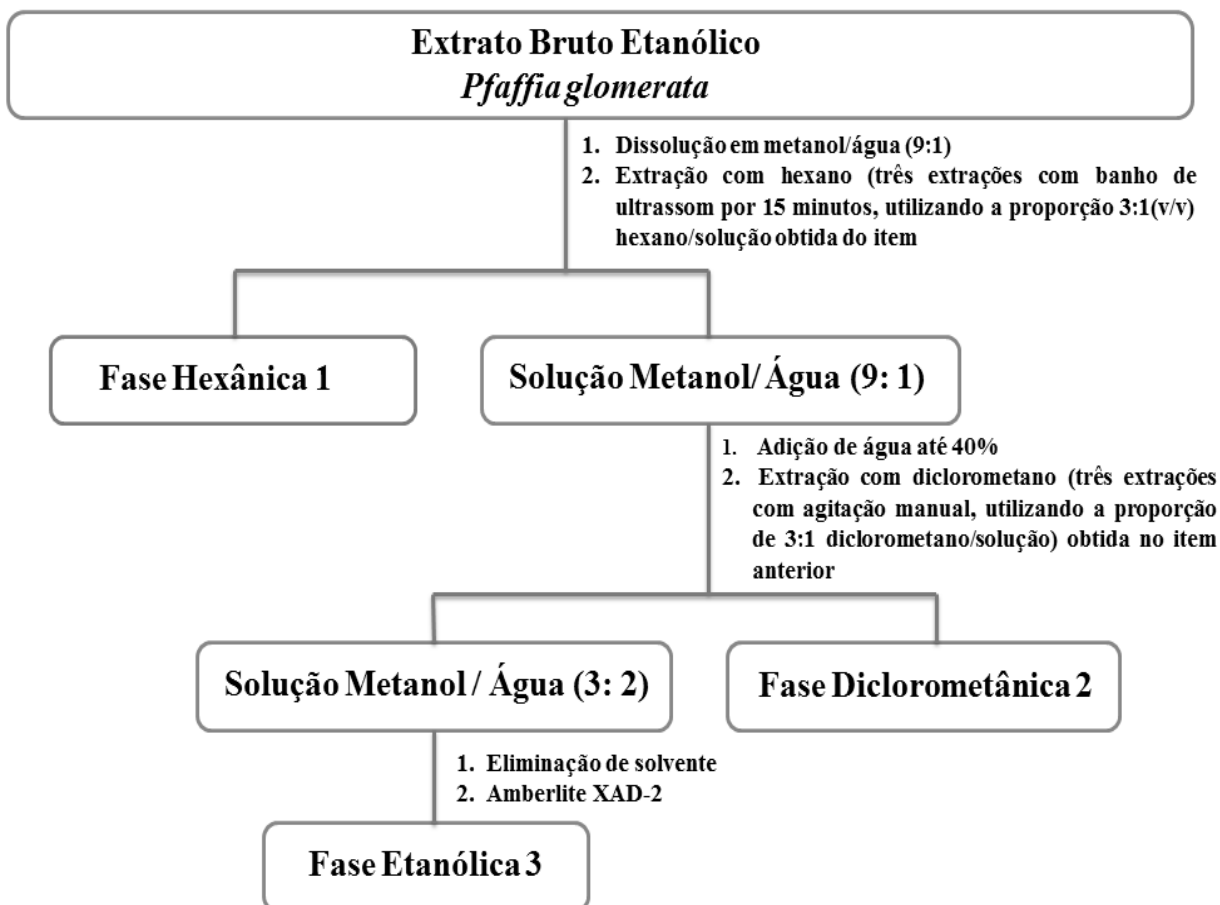 Extrato Bruto Etanólico
Pfaffia glomerata
1. Dissolução em metanol/água (9:1)
2. Extração com hexano (três extrações com banho de
ultrassom por 15 minutos, utilizando a proporção 3:1(v/v)
hexano/solução obtida do item
Fase Hexânica 1
Solução Metanol/ Água (9: 1)
1. Adição de água até 40%
2. Extração com diclorometano (três extrações
com agitação manual, utilizando a proporção
de 3:1 diclorometano/solução) obtida no item
anterior
Solução Metanol / Água (3: 2)
Fase Diclorometânica 2
1. Eliminação de solvente
2. Amberlite XAD-2
Fase Etanólica 3